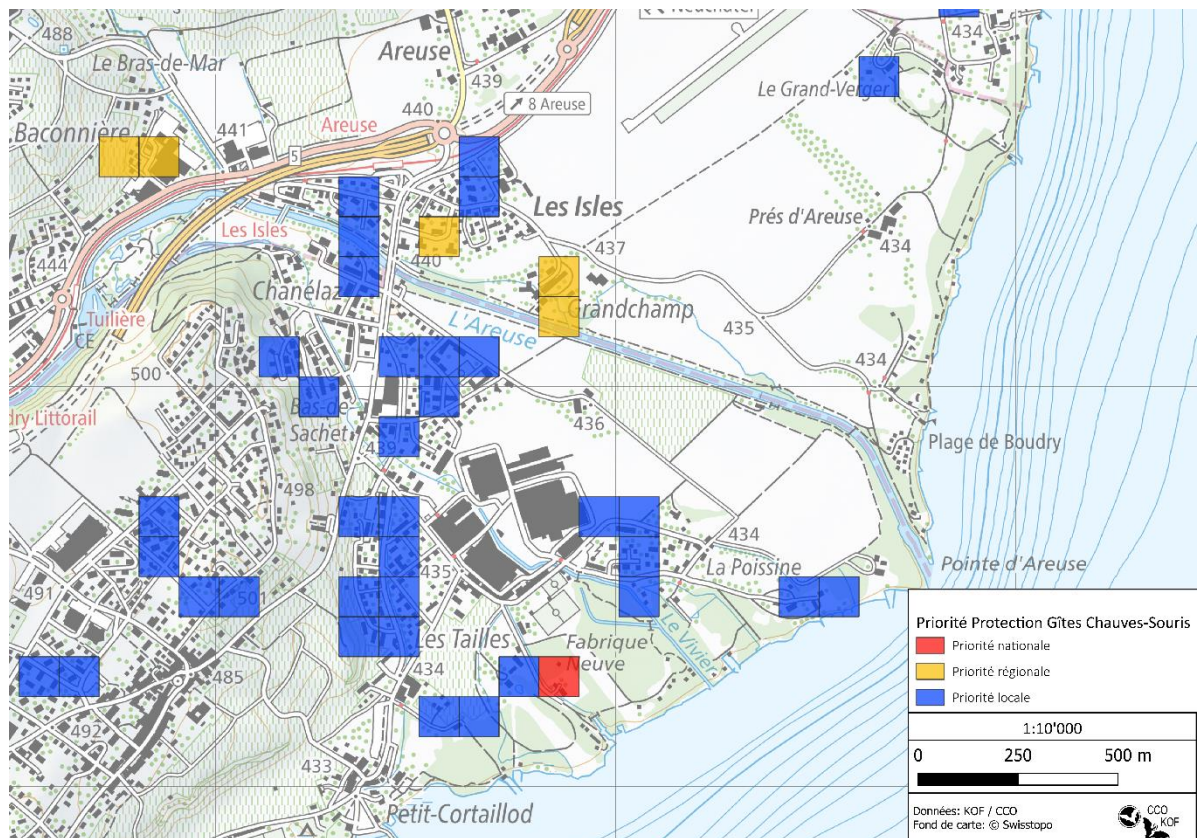 488
Areuse
Neuchâtel
434
Le Bras-de-Mar
439
Le Grand-Verger
8 Areuse
440
Areuse
441
Baconnière
5
Les Isles
Prés d'Areuse
Les Isles
437
434
444
440
Chanélaz
Grandchamp
L'Areuse
435
Tuilière
CE
434
500
Bas-de-
Sachet
dry Littorail
436
439
Plage de Boudry
498
434
435
La Poissine
Pointe d'Areuse
491
501
Les Tailles
Fabrique
Neuve
Le Vivier
434
485
492
433
Petit-Cortaillod
Priorité Protection Gîtes Chauves-Souris
Priorité nationale
Priorité régionale
Priorité locale
1:10'000
0 250 500 m
Données: KOF / CCO
Fond de carte: © Swisstopo
CCO
KOF